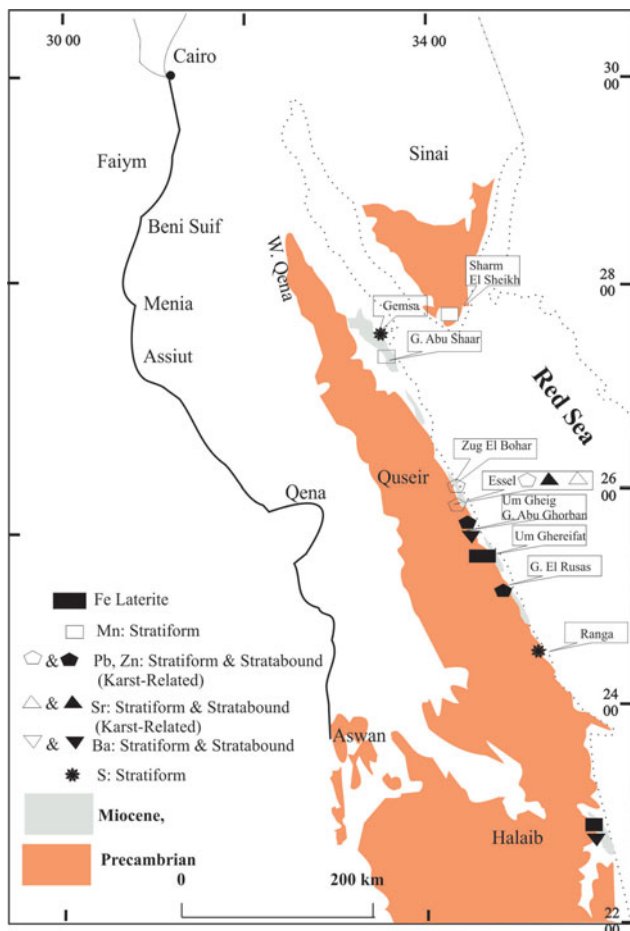 30 00
34 00
30
00
Cairo
Sinai
Faiym
Beni Suif
W. Qena
Sharm
El Sheikh
28
00
Menia
Gemsa
G. Abu Shaar
Assiut
Red Sea
Zug El Bohar
Quseir
Essel
26
00
Qena
Um Gheig
G. Abu Ghorban
Um Ghereifat
G. El Rusas
Fe Laterite
Mn: Stratiform
Ranga
& Pb, Zn: Stratiform & Stratabound
(Karst-Related)
& Sr: Stratiform & Stratabound
(Karst-Related)
24
00
& Ba: Stratiform & Stratabound
Aswan
S: Stratiform
Miocene,
Halaib
Precambrian
0 200 km
22
00